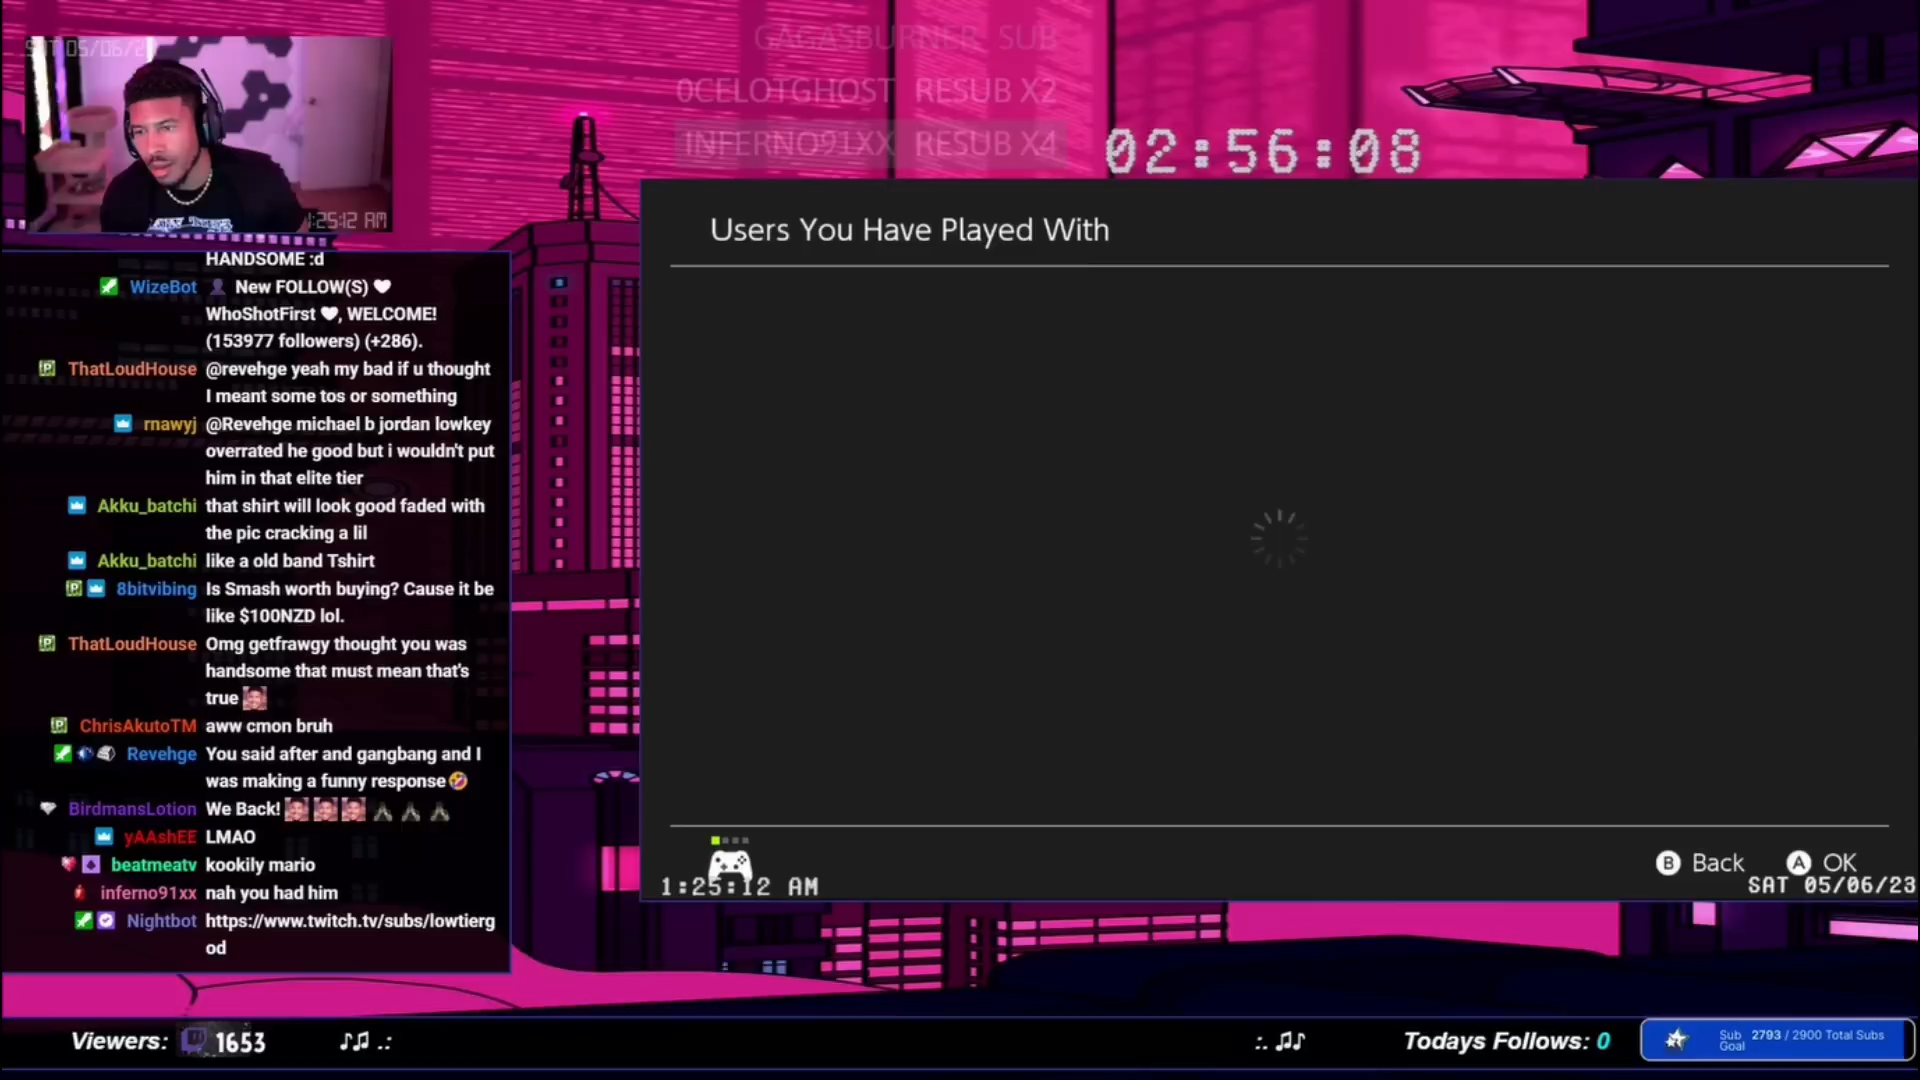 SAT 05/06/2
1:25:12 AM
GAGASBURNER SUB
0CELOTGHOST RESUB X2
INFERNO91XX RESUB X4
02:56:08
HANDSOME :d
WizeBot New FOLLOW(S) ♥
WhoShotFirst ♥, WELCOME!
(153977 followers) (+286).
ThatLoudHouse @revehge yeah my bad if u thought
I meant some tos or something
rnawyj @Revehge michael b jordan lowkey
overrated he good but i wouldn't put
him in that elite tier
Akku_batchi that shirt will look good faded with
the pic cracking a lil
Akku_batchi like a old band Tshirt
8bitvibing Is Smash worth buying? Cause it be
like $100NZD lol.
ThatLoudHouse Omg getfrawgy thought you was
handsome that must mean that's
true
ChrisAkutoTM aww cmon bruh
Revehge You said after and gangbang and I
was making a funny response🤣
BirdmansLotion We Back!
yAAshEE LMAO
beatmeatv kookily mario
inferno91xx nah you had him
Nightbot https://www.twitch.tv/subs/lowtierg
od
Users You Have Played With
B Back A OK
1:25:12 AM
SAT 05/06/23
Viewers: 1653 ♪♫ .: :. ♫♪ Todays Follows: 0
Sub Goal 2793 / 2900 Total Subs